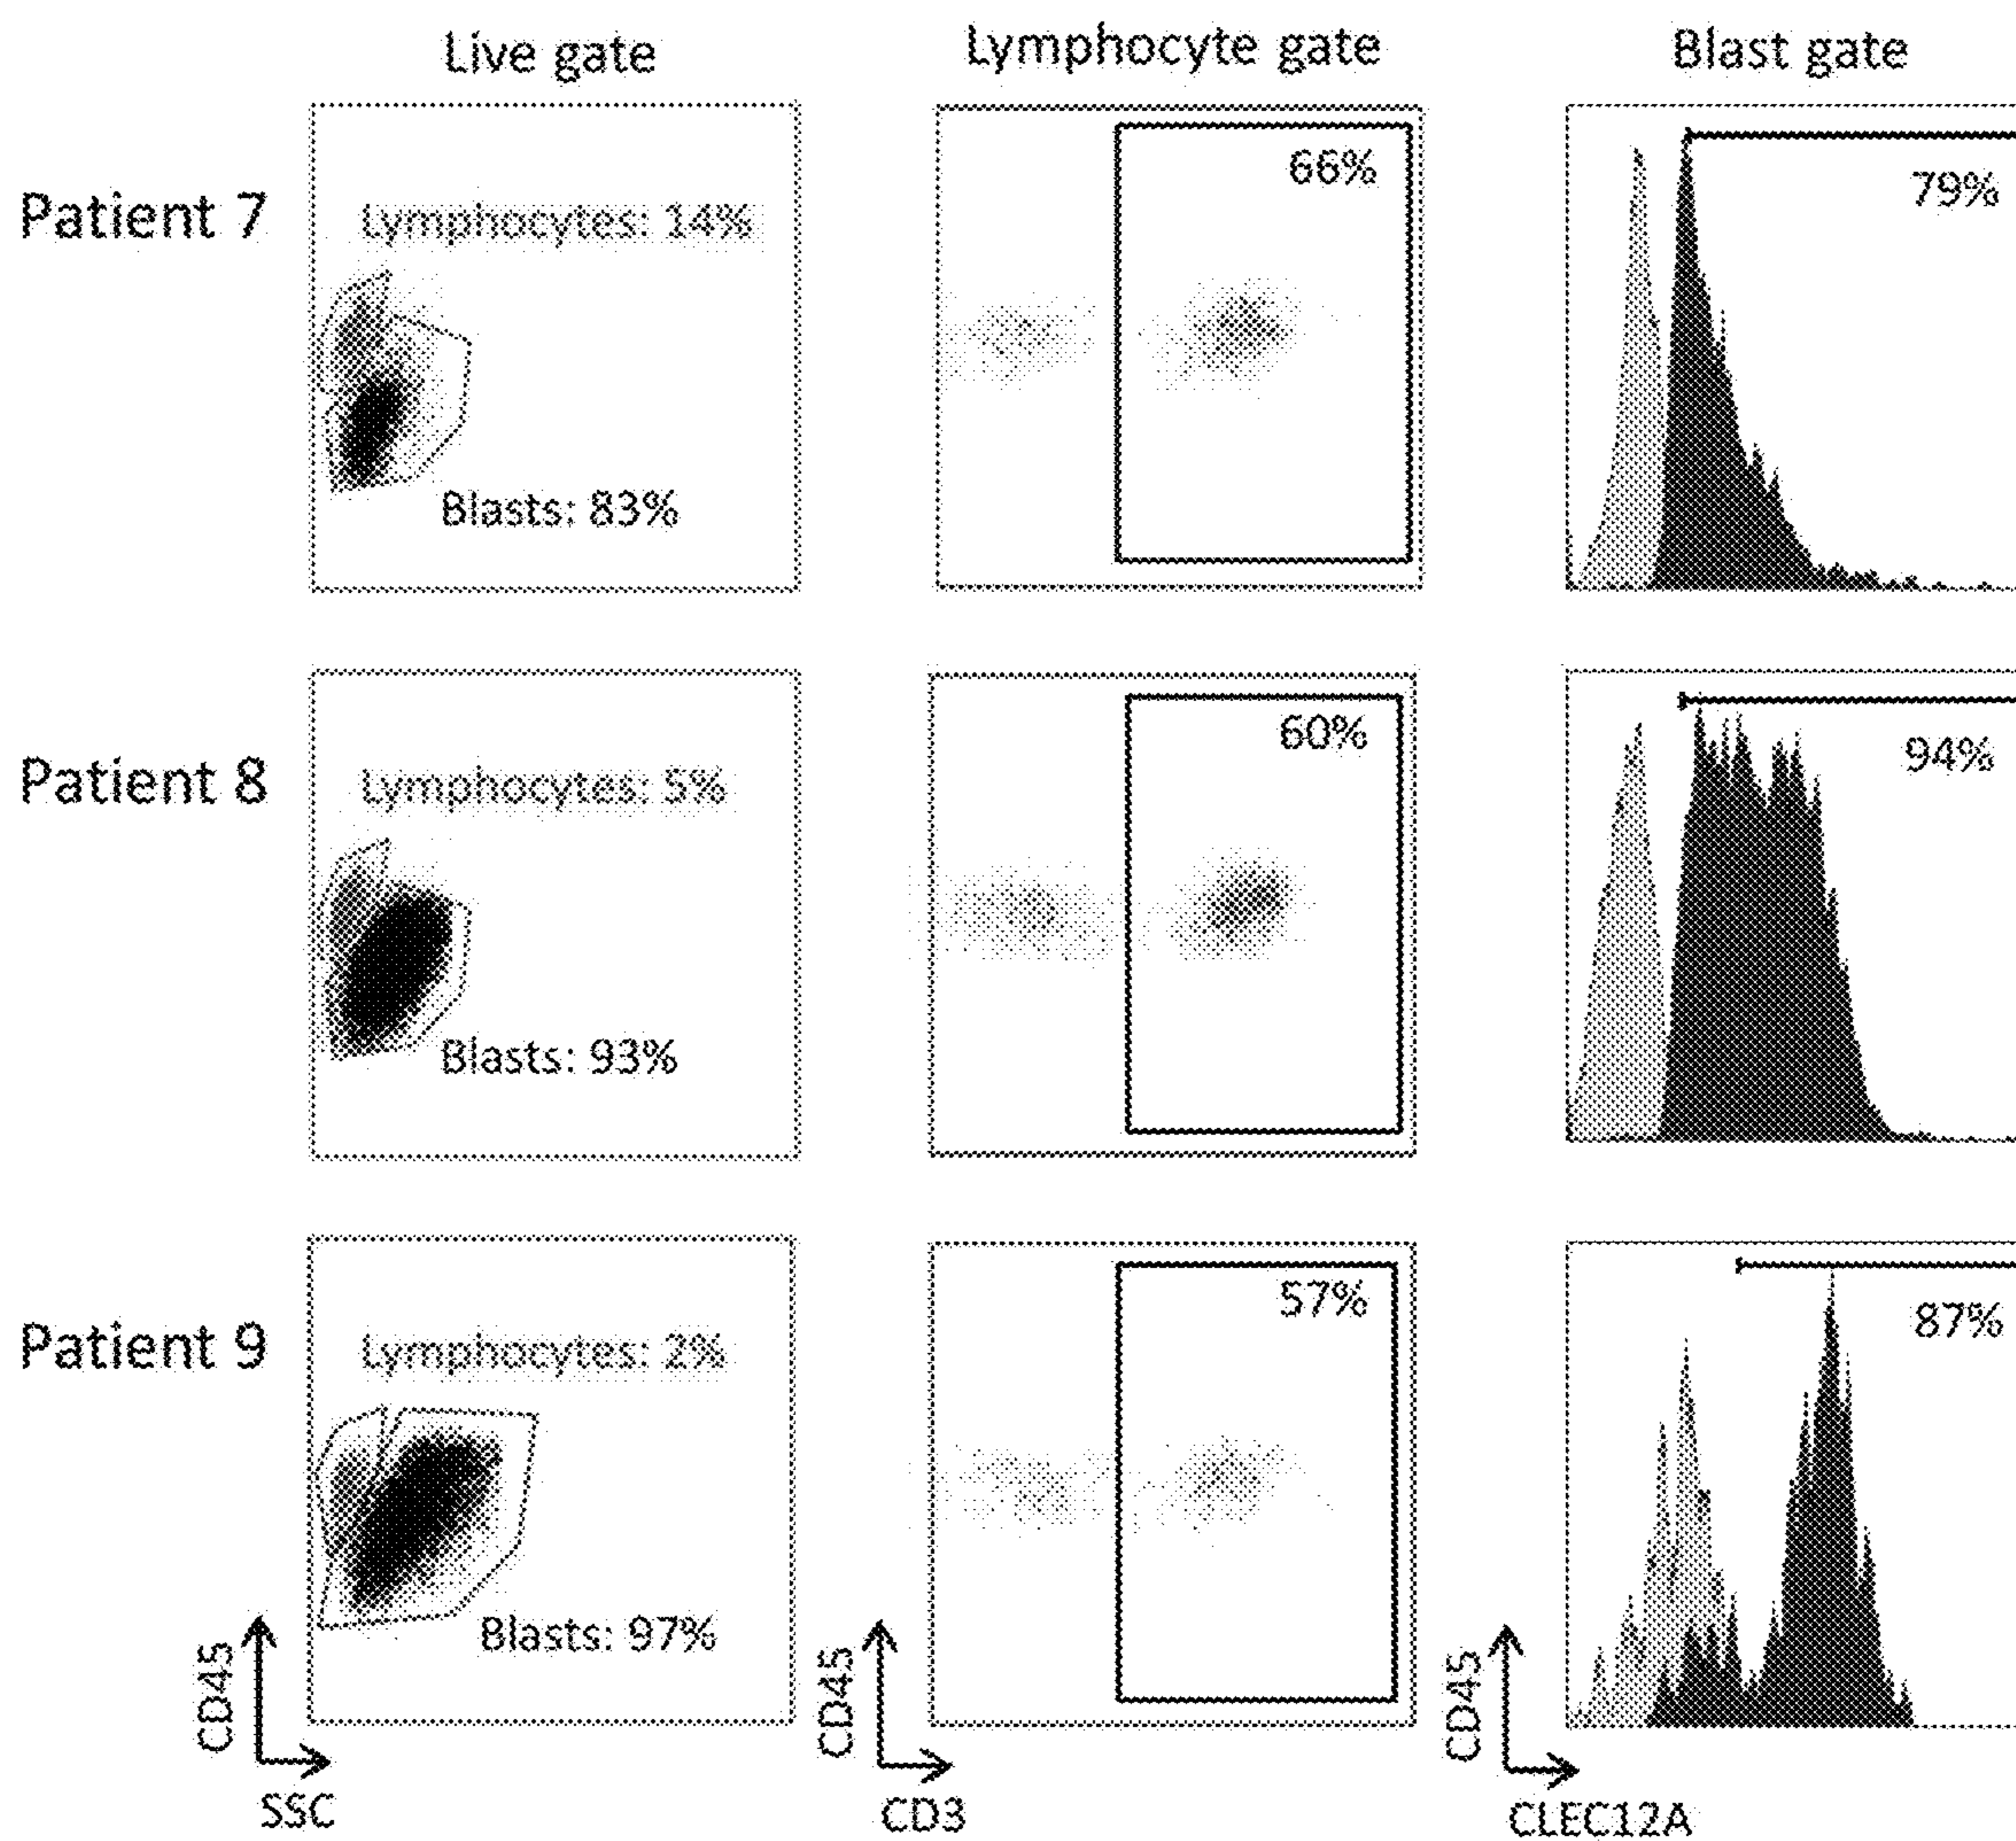 Live gate
Lymphocyte gate
Blast gate
Patient 7
Lymphocytes: 14%
Blasts: 83%
66%
79%
Patient 8
Lymphocytes: 5%
Blasts: 93%
60%
94%
Patient 9
Lymphocytes: 2%
Blasts: 97%
57%
87%
CD45
SSC
CD45
CD3
CD45
CLEC12A